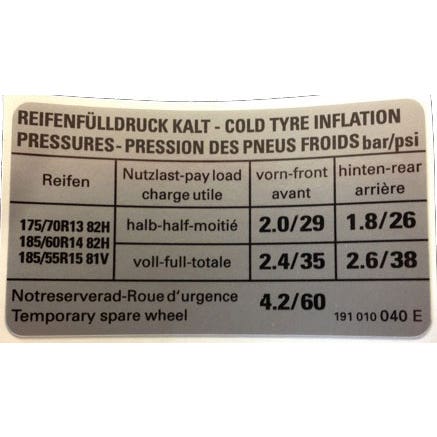 REIFENFÜLLDRUCK KALT - COLD TYRE INFLATION
PRESSURES - PRESSION DES PNEUS FROIDS bar/psi
Reifen
Nutzlast-pay load
charge utile
vorn-front
avant
hinten-rear
arrière
175/70R13 82H
185/60R14 82H
185/55R15 81V
halb-half-moitié
2.0/29
1.8/26
voll-full-totale
2.4/35
2.6/38
Notreserverad-Roue d'urgence
Temporary spare wheel
4.2/60
191 010 040 E